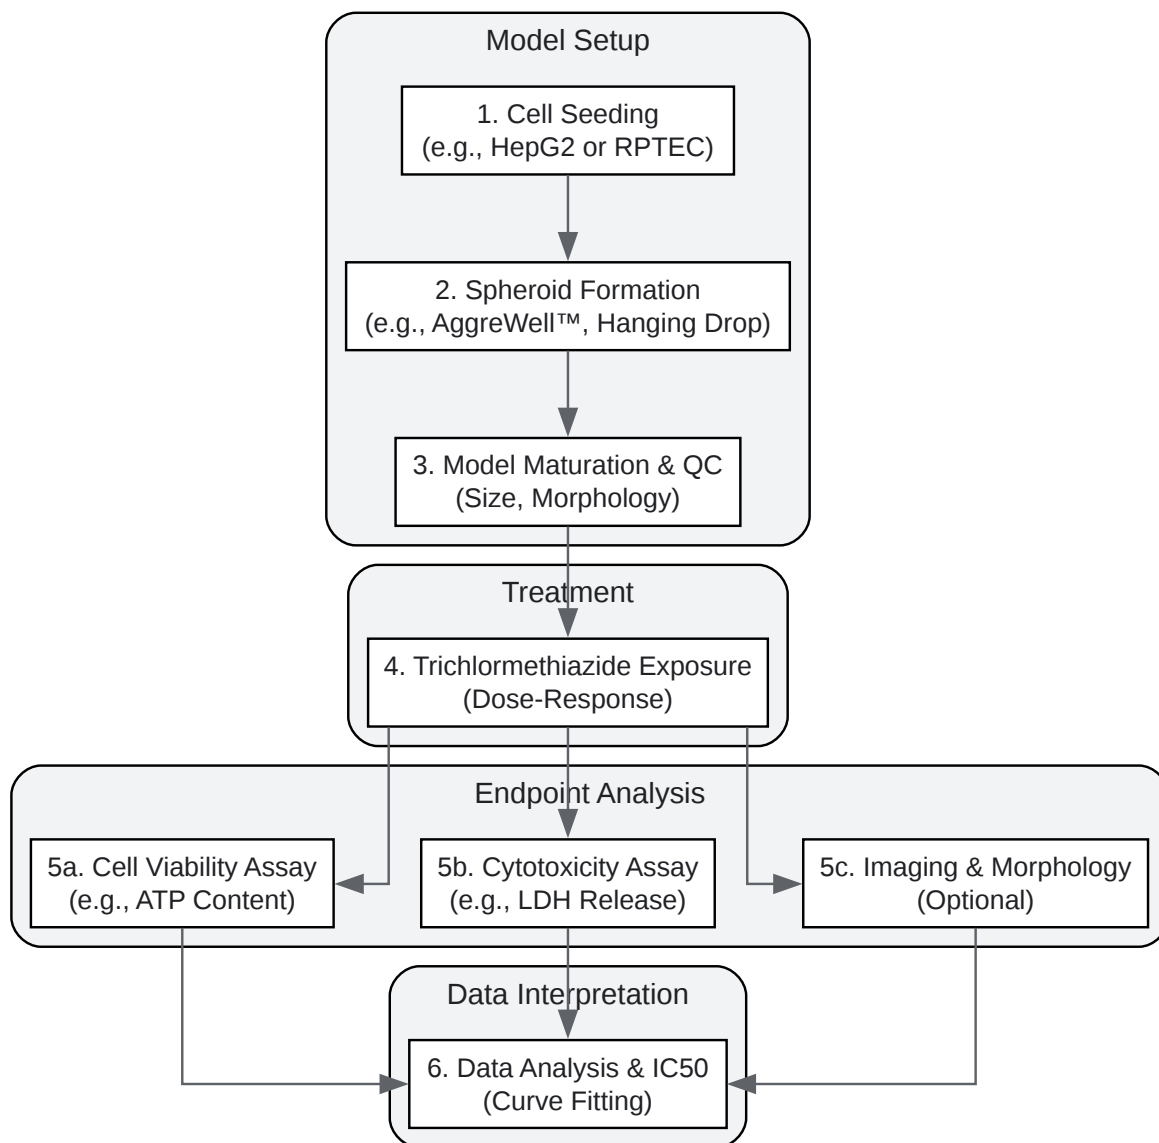 Model Setup
1. Cell Seeding
(e.g., HepG2 or RPTEC)
2. Spheroid Formation
(e.g., AggreWell™, Hanging Drop)
3. Model Maturation & QC
(Size, Morphology)
Treatment
4. Trichlormethiazide Exposure
(Dose-Response)
Endpoint Analysis
5a. Cell Viability Assay
(e.g., ATP Content)
5b. Cytotoxicity Assay
(e.g., LDH Release)
5c. Imaging & Morphology
(Optional)
Data Interpretation
6. Data Analysis & IC50
(Curve Fitting)